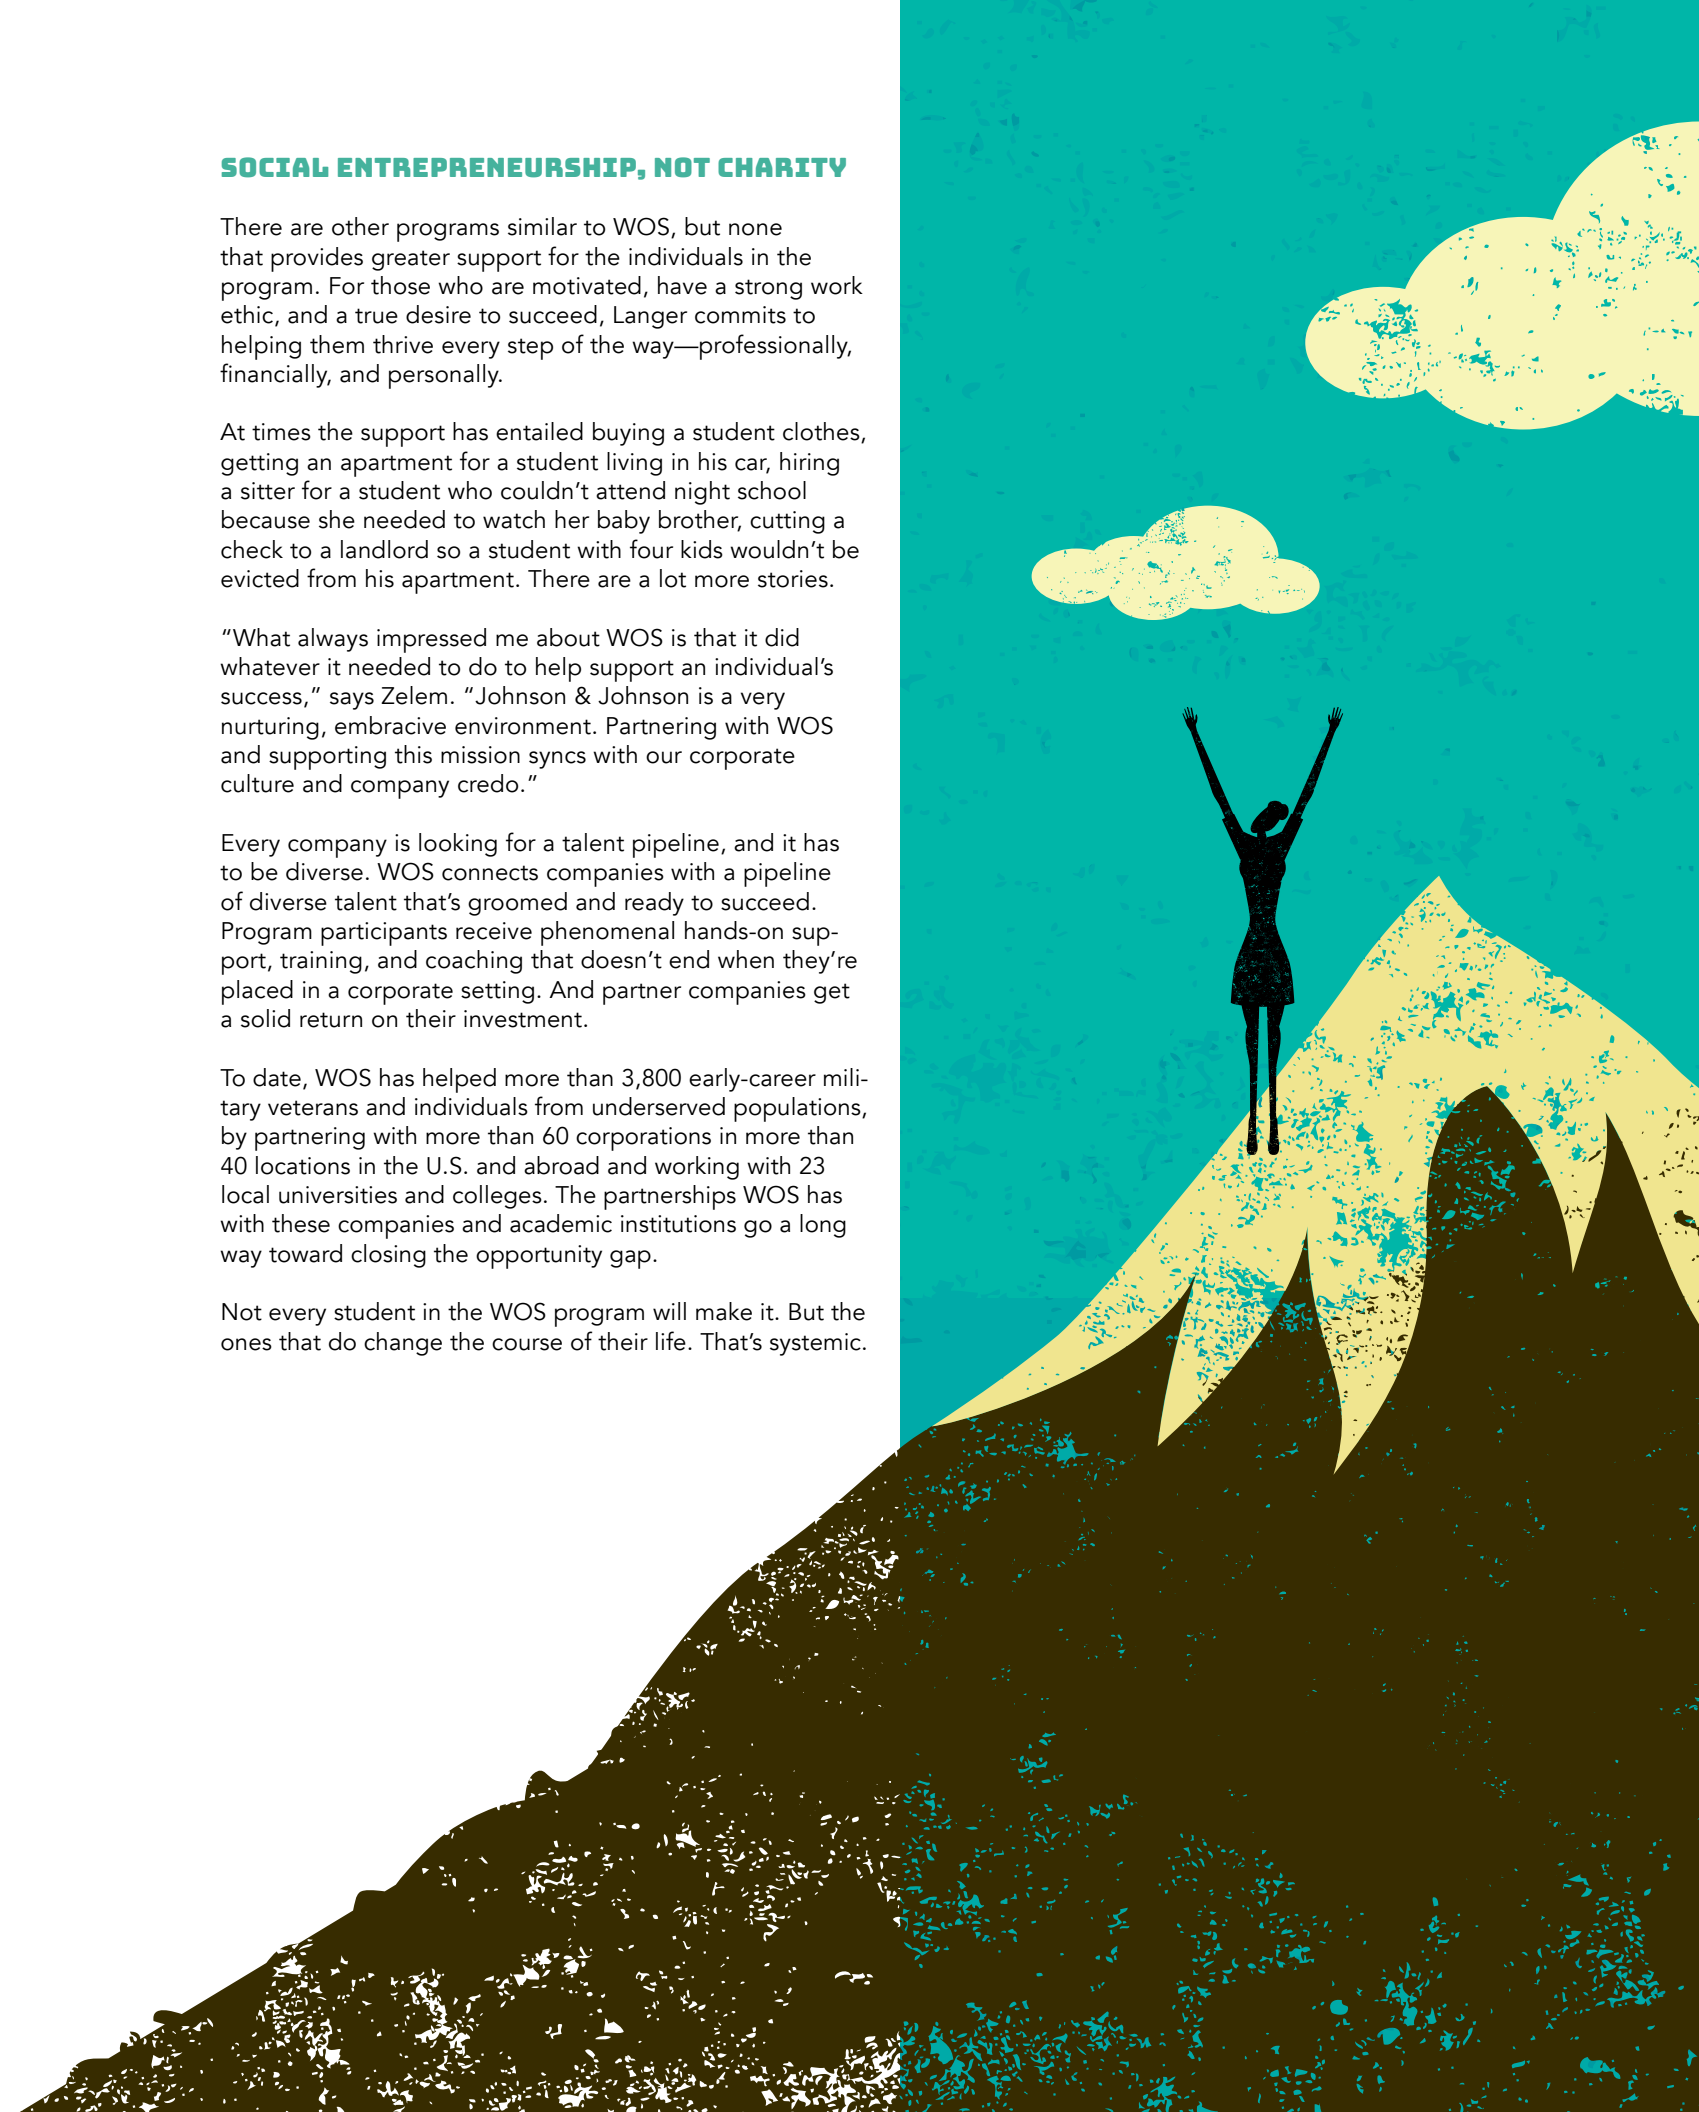 SOCIAL ENTREPRENEURSHIP, NOT CHARITY
There are other programs similar to WOS, but none
that provides greater support for the individuals in the
program. For those who are motivated, have a strong work
ethic, and a true desire to succeed, Langer commits to
helping them thrive every step of the way—professionally,
financially, and personally.
At times the support has entailed buying a student clothes,
getting an apartment for a student living in his car, hiring
a sitter for a student who couldn’t attend night school
because she needed to watch her baby brother, cutting a
check to a landlord so a student with four kids wouldn’t be
evicted from his apartment. There are a lot more stories.
“What always impressed me about WOS is that it did
whatever it needed to do to help support an individual’s
success,” says Zelem. “Johnson & Johnson is a very
nurturing, embracive environment. Partnering with WOS
and supporting this mission syncs with our corporate
culture and company credo.”
Every company is looking for a talent pipeline, and it has
to be diverse. WOS connects companies with a pipeline
of diverse talent that’s groomed and ready to succeed.
Program participants receive phenomenal hands-on sup-
port, training, and coaching that doesn’t end when they’re
placed in a corporate setting. And partner companies get
a solid return on their investment.
To date, WOS has helped more than 3,800 early-career mili-
tary veterans and individuals from underserved populations,
by partnering with more than 60 corporations in more than
40 locations in the U.S. and abroad and working with 23
local universities and colleges. The partnerships WOS has
with these companies and academic institutions go a long
way toward closing the opportunity gap.
Not every student in the WOS program will make it. But the
ones that do change the course of their life. That’s systemic.